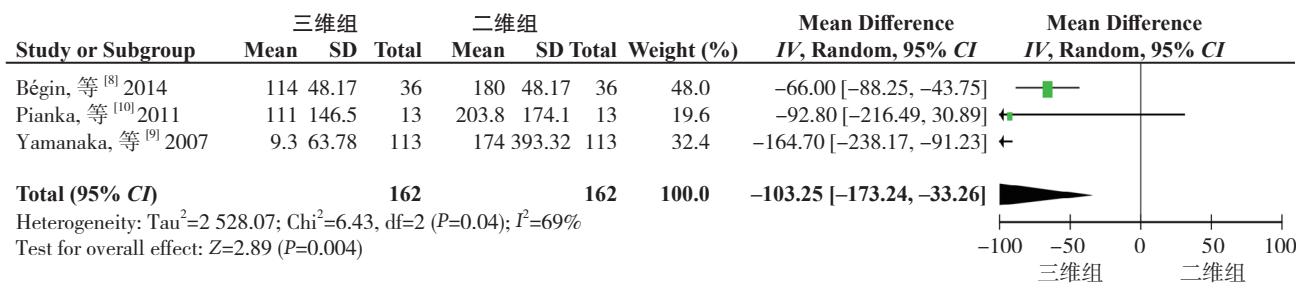 三维组 二维组 Mean Difference Mean Difference
Study or Subgroup Mean SD Total Mean SD Total Weight (%) IV, Random, 95% CI IV, Random, 95% CI
Bégin, 等 [8] 2014 114 48.17 36 180 48.17 36 48.0 −66.00 [−88.25, −43.75]
Pianka, 等 [10] 2011 111 146.5 13 203.8 174.1 13 19.6 −92.80 [−216.49, 30.89]
Yamanaka, 等 [9] 2007 9.3 63.78 113 174 393.32 113 32.4 −164.70 [−238.17, −91.23]
Total (95% CI) 162 162 100.0 −103.25 [−173.24, −33.26]
Heterogeneity: Tau²=2 528.07; Chi²=6.43, df=2 (P=0.04); I²=69%
Test for overall effect: Z=2.89 (P=0.004)
−100 −50 0 50 100
三维组 二维组